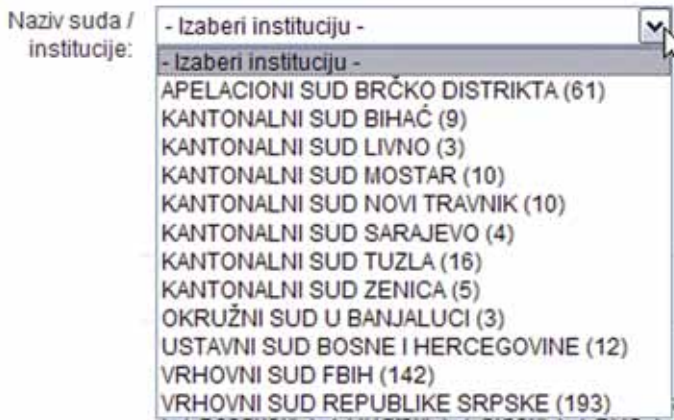 Naziv suda /
institucije:
- Izaberi instituciju -
- Izaberi instituciju -
APELACIONI SUD BRČKO DISTRIKTA (61)
KANTONALNI SUD BIHAĆ (9)
KANTONALNI SUD LIVNO (3)
KANTONALNI SUD MOSTAR (10)
KANTONALNI SUD NOVI TRAVNIK (10)
KANTONALNI SUD SARAJEVO (4)
KANTONALNI SUD TUZLA (16)
KANTONALNI SUD ZENICA (5)
OKRUŽNI SUD U BANJALUCI (3)
USTAVNI SUD BOSNE I HERCEGOVINE (12)
VRHOVNI SUD FBIH (142)
VRHOVNI SUD REPUBLIKE SRPSKE (193)